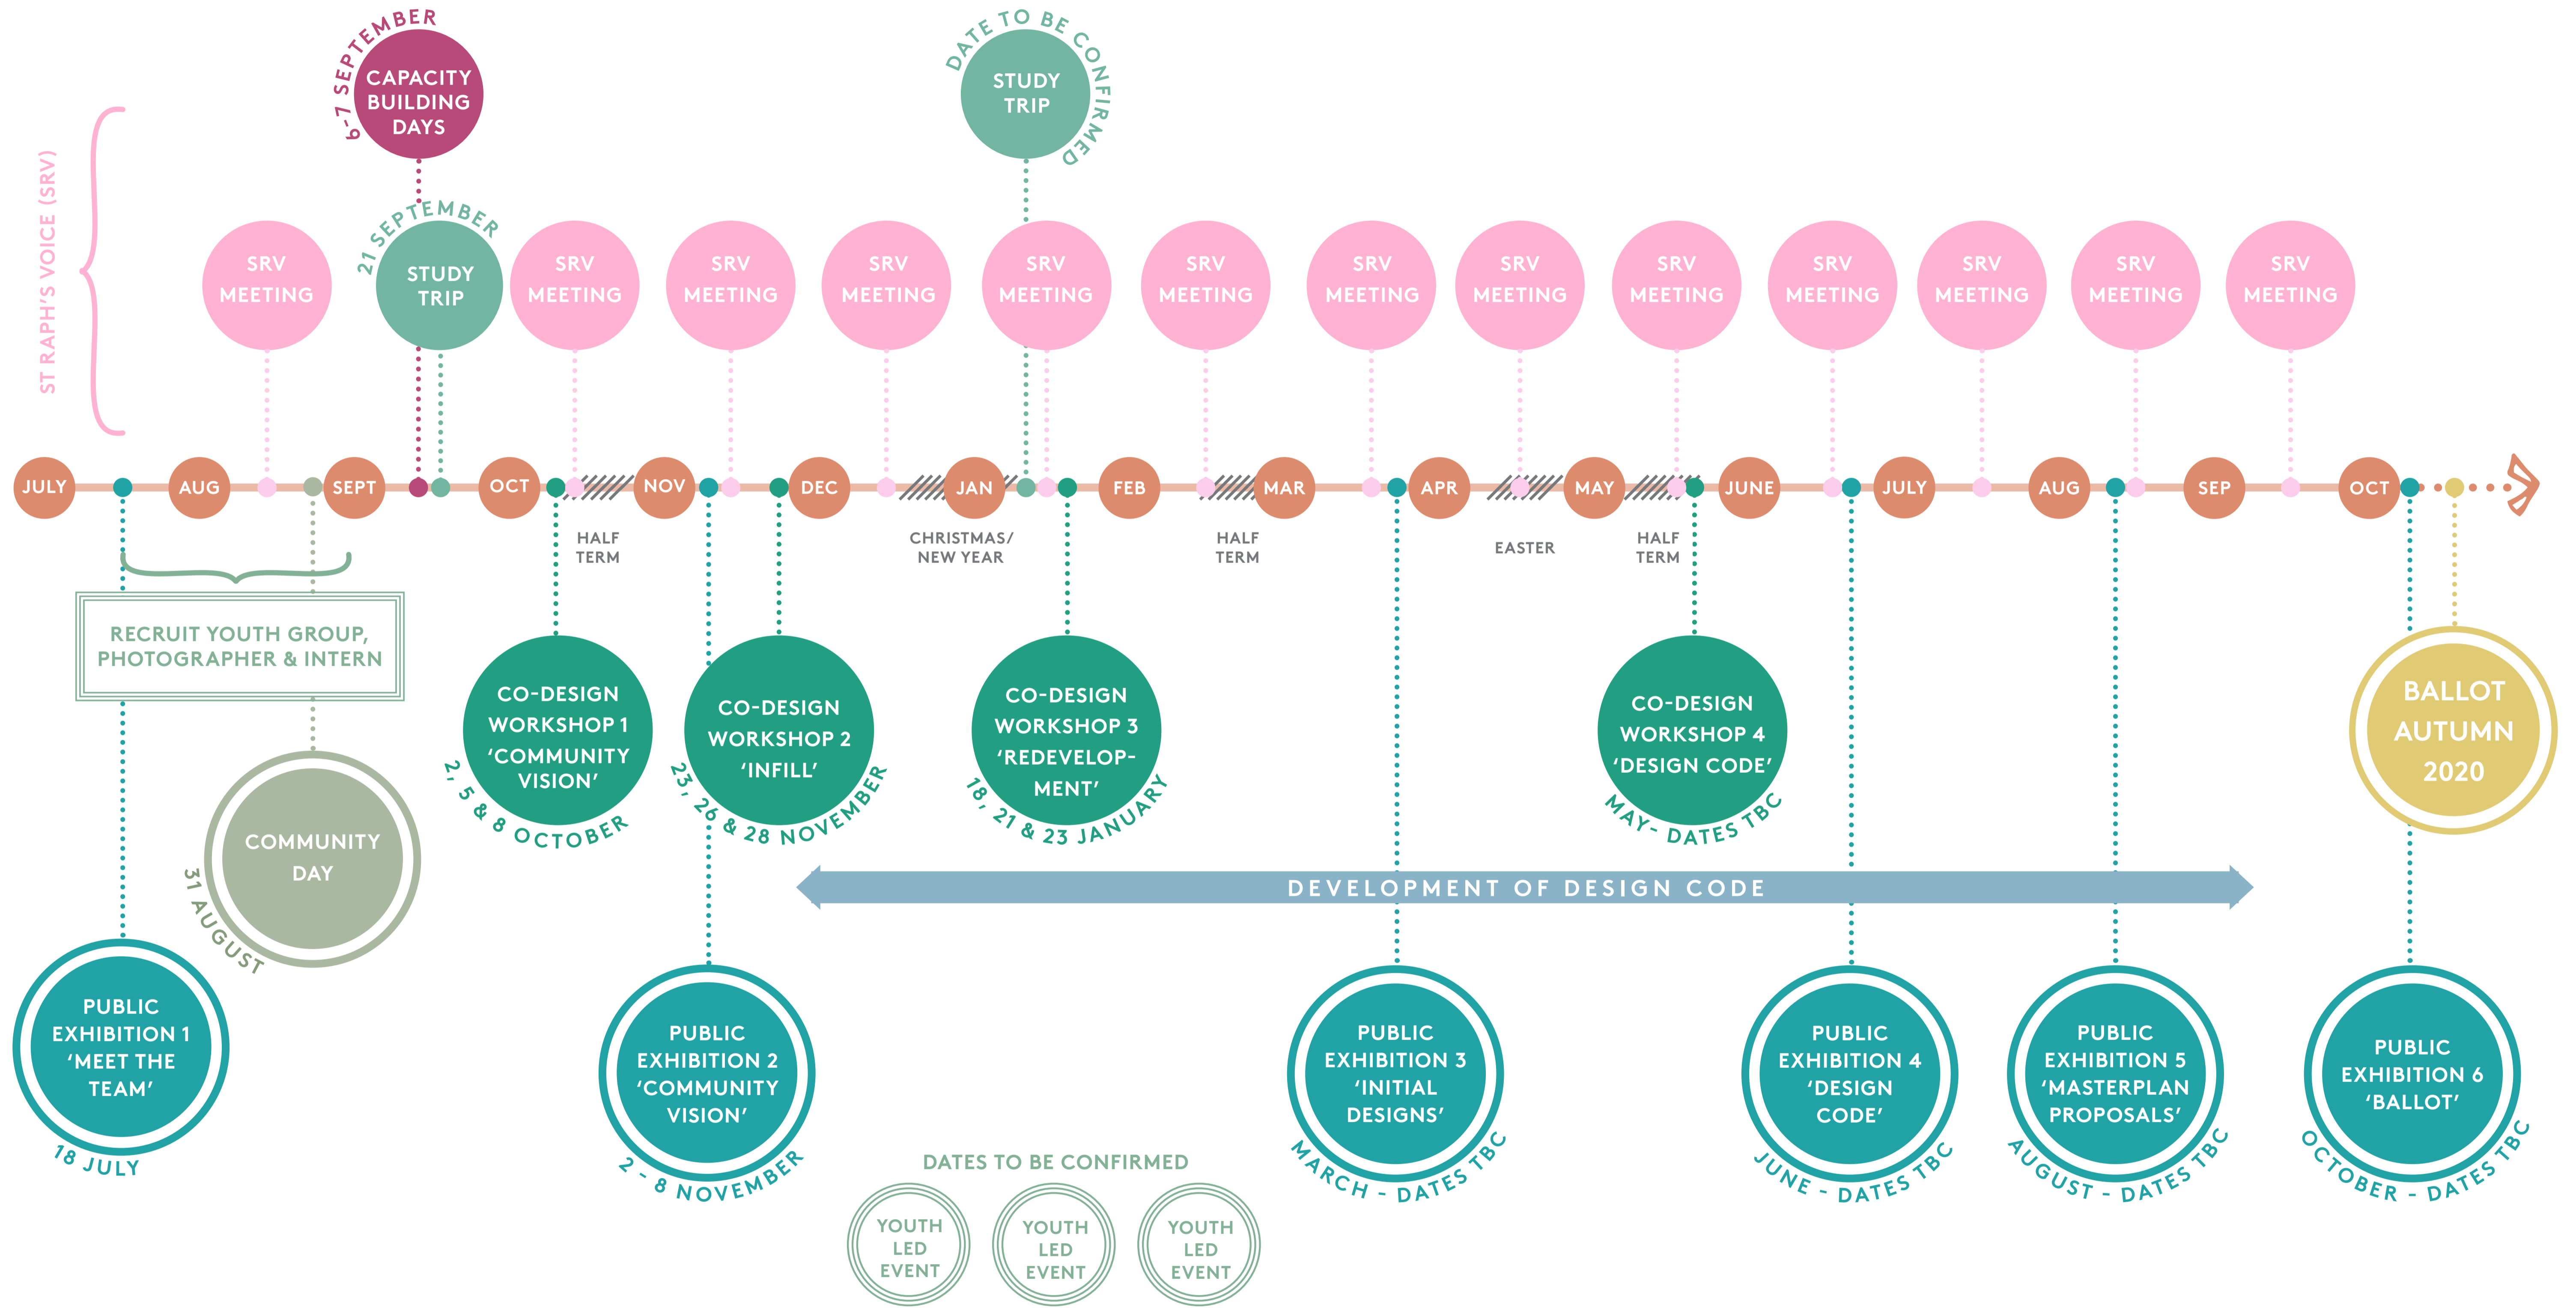 6-7 SEPTEMBER
CAPACITY
BUILDING
DAYS
DATE TO BE CONFIRMED
STUDY
TRIP
ST RAPH'S VOICE (SRV)
SRV
MEETING
21 SEPTEMBER
STUDY
TRIP
SRV
MEETING
SRV
MEETING
SRV
MEETING
SRV
MEETING
SRV
MEETING
SRV
MEETING
SRV
MEETING
SRV
MEETING
SRV
MEETING
SRV
MEETING
SRV
MEETING
SRV
MEETING
JULY
AUG
SEPT
OCT
NOV
DEC
JAN
FEB
MAR
APR
MAY
JUNE
JULY
AUG
SEP
OCT
HALF
TERM
CHRISTMAS/
NEW YEAR
HALF
TERM
EASTER
HALF
TERM
RECRUIT YOUTH GROUP,
PHOTOGRAPHER & INTERN
CO-DESIGN
WORKSHOP 1
'COMMUNITY
VISION'
2, 5 & 8 OCTOBER
CO-DESIGN
WORKSHOP 2
'INFILL'
23, 26 & 28 NOVEMBER
CO-DESIGN
WORKSHOP 3
'REDEVELOP-
MENT'
18, 21 & 23 JANUARY
CO-DESIGN
WORKSHOP 4
'DESIGN CODE'
MAY- DATES TBC
BALLOT
AUTUMN
2020
COMMUNITY
DAY
31 AUGUST
DEVELOPMENT OF DESIGN CODE
PUBLIC
EXHIBITION 1
'MEET THE
TEAM'
18 JULY
PUBLIC
EXHIBITION 2
'COMMUNITY
VISION'
2 - 8 NOVEMBER
PUBLIC
EXHIBITION 3
'INITIAL
DESIGNS'
MARCH - DATES TBC
PUBLIC
EXHIBITION 4
'DESIGN
CODE'
JUNE - DATES TBC
PUBLIC
EXHIBITION 5
'MASTERPLAN
PROPOSALS'
AUGUST - DATES TBC
PUBLIC
EXHIBITION 6
'BALLOT'
OCTOBER - DATES TBC
DATES TO BE CONFIRMED
YOUTH
LED
EVENT
YOUTH
LED
EVENT
YOUTH
LED
EVENT